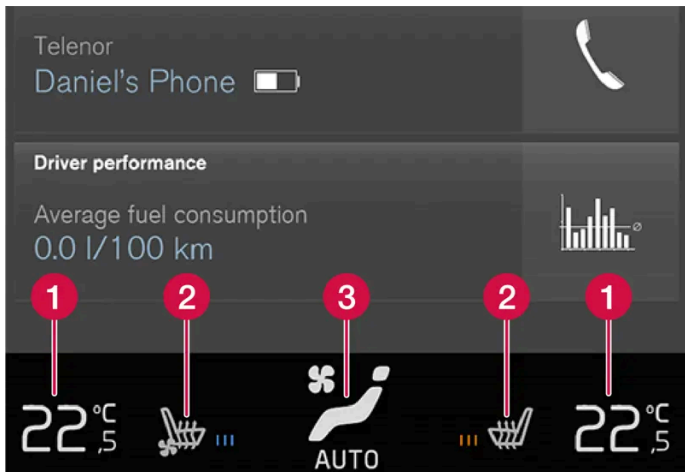 Telenor
Daniel's Phone
Driver performance
Average fuel consumption
0.0 l/100 km
1 2 3 2 1
22,5 °C 22,5 °C
AUTO